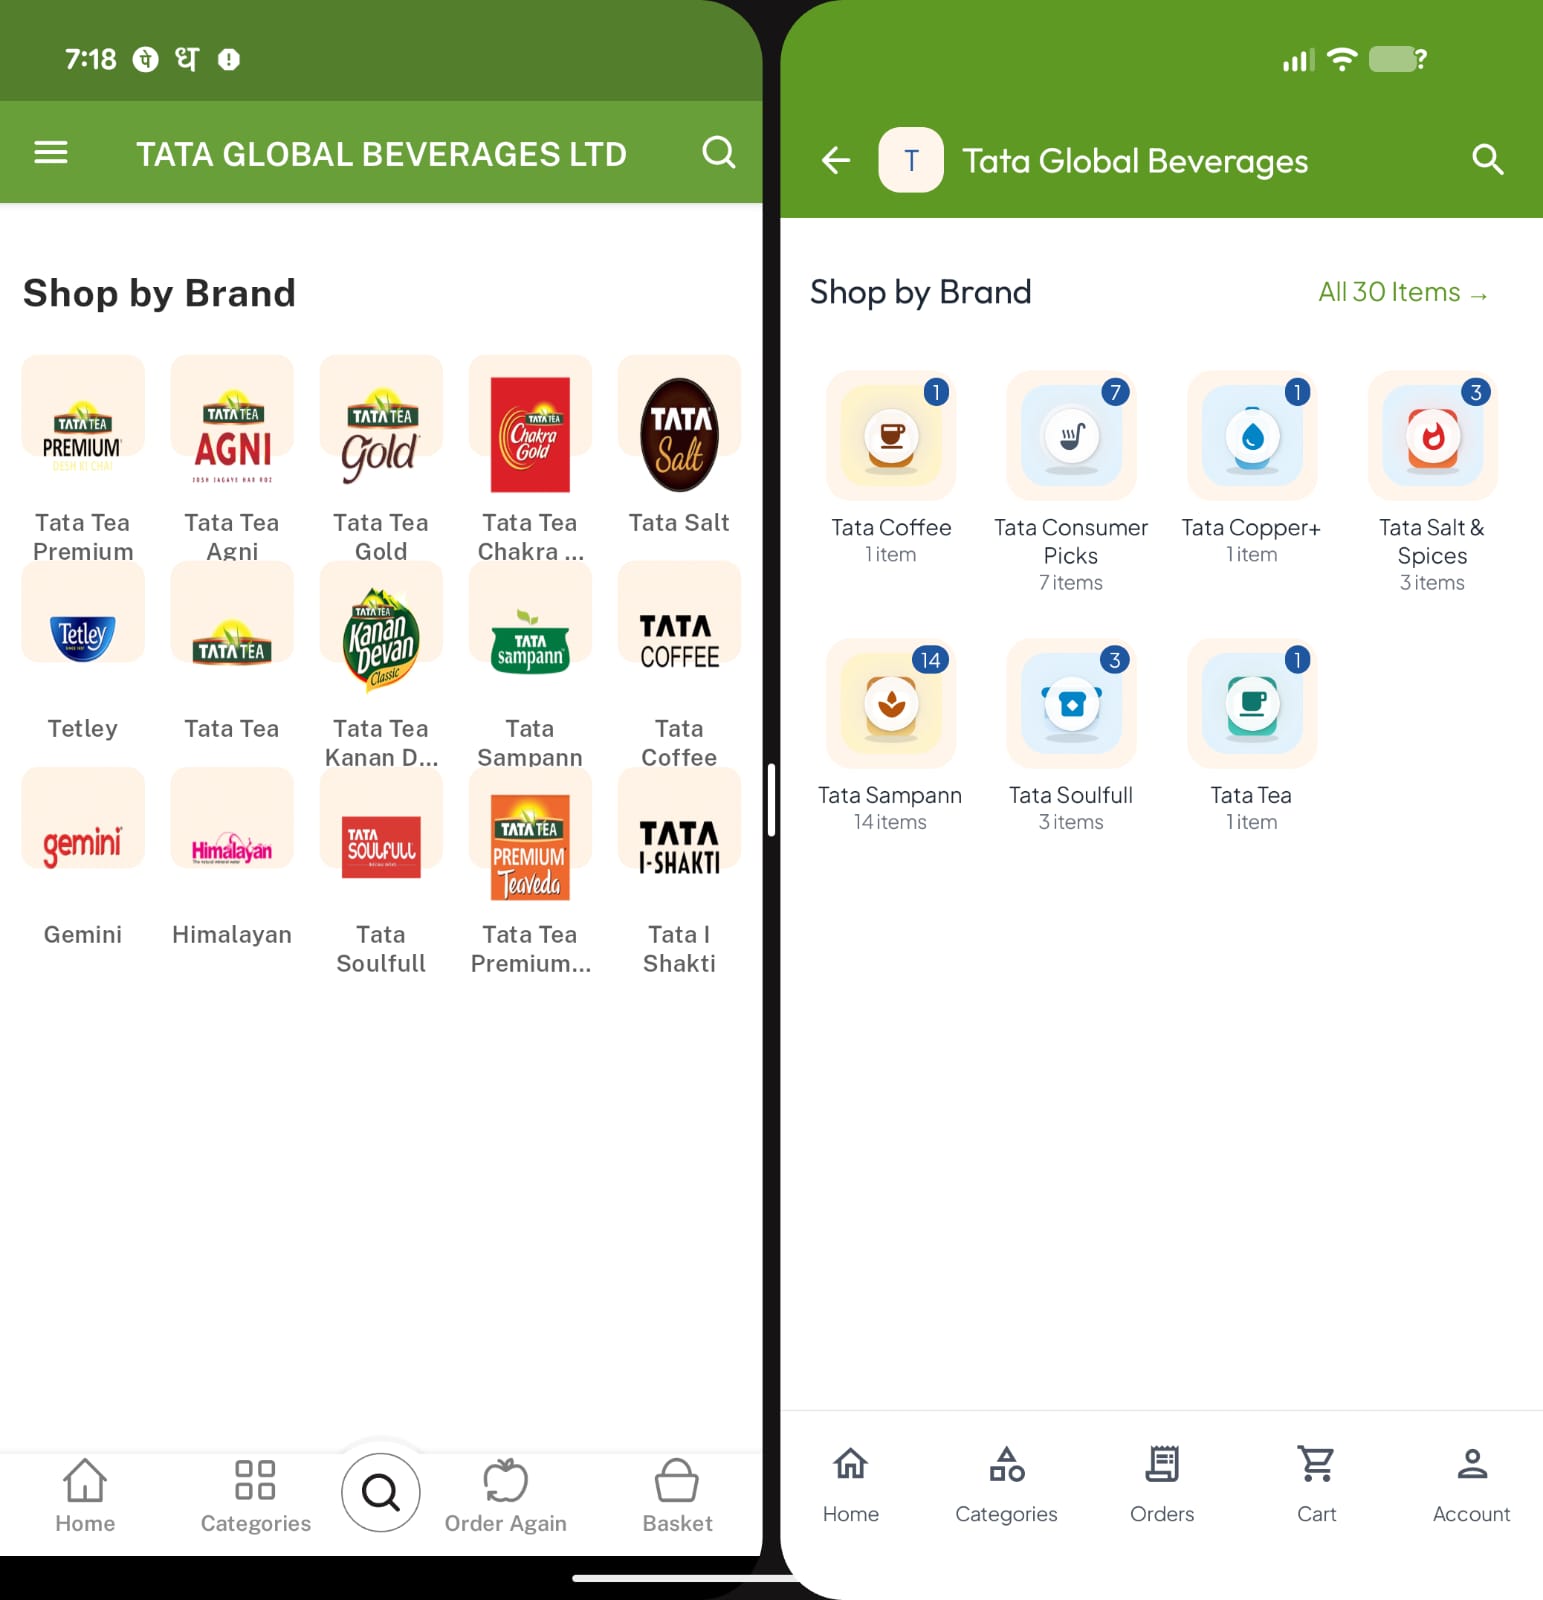 7:18 पे ध !
TATA GLOBAL BEVERAGES LTD
Shop by Brand
TATA TEA
PREMIUM
DESH KI CHAI
TATA TEA
AGNI
JOSH JAGAYE HAR ROZ
TATA TEA
Gold
TATA TEA
Chakra
Gold
TATA
Salt
Tata Tea
Premium
Tata Tea
Agni
Tata Tea
Gold
Tata Tea
Chakra ...
Tata Salt
Tetley
TATA TEA
TATA TEA
Kanan
Devan
Classic
TATA
sampann
TATA
COFFEE
Tetley
Tata Tea
Tata Tea
Kanan D...
Tata
Sampann
Tata
Coffee
gemini
Himalayan
TATA
SOULFULL
TATA TEA
PREMIUM
Teaveda
TATA
I-SHAKTI
Gemini
Himalayan
Tata
Soulfull
Tata Tea
Premium...
Tata I
Shakti
Home
Categories
Order Again
Basket
?
T
Tata Global Beverages
Shop by Brand
All 30 Items →
1
7
1
3
Tata Coffee
1 item
Tata Consumer
Picks
7 items
Tata Copper+
1 item
Tata Salt &
Spices
3 items
14
3
1
Tata Sampann
14 items
Tata Soulfull
3 items
Tata Tea
1 item
Home
Categories
Orders
Cart
Account